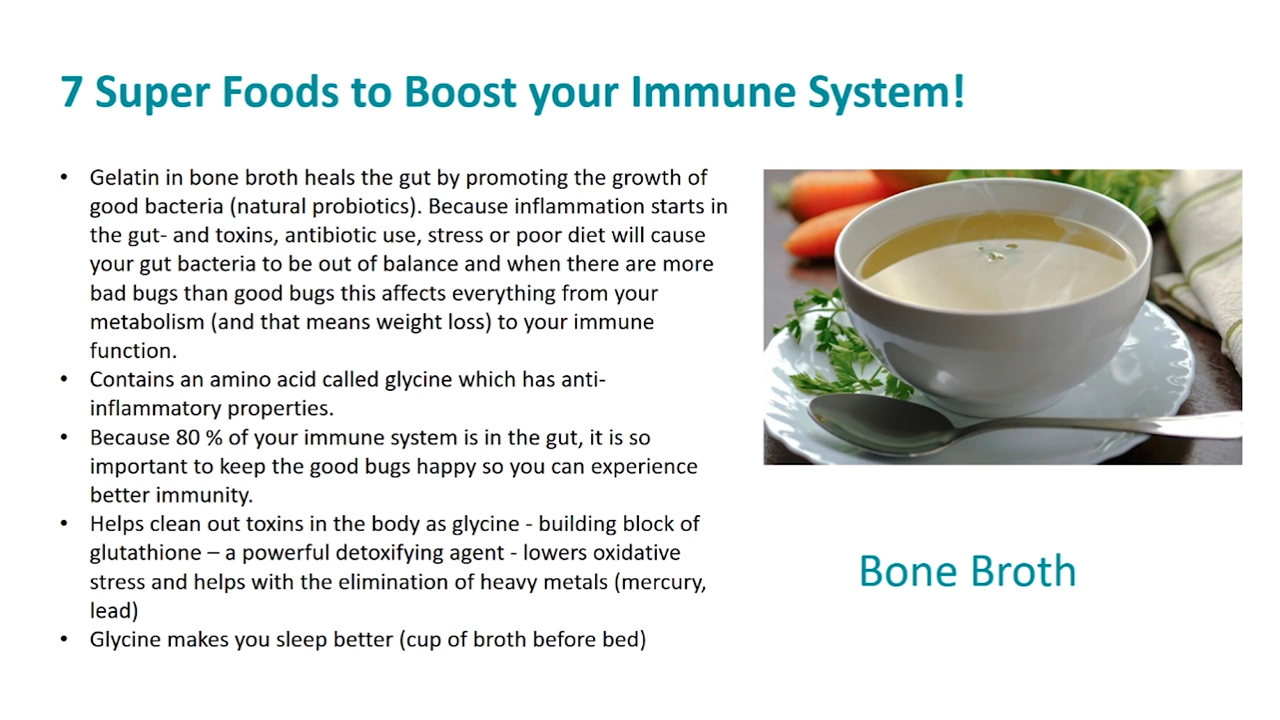 7 Super Foods to Boost your Immune System!
• Gelatin in bone broth heals the gut by promoting the growth of
good bacteria (natural probiotics). Because inflammation starts in
the gut- and toxins, antibiotic use, stress or poor diet will cause
your gut bacteria to be out of balance and when there are more
bad bugs than good bugs this affects everything from your
metabolism (and that means weight loss) to your immune
function.
• Contains an amino acid called glycine which has anti-
inflammatory properties.
• Because 80 % of your immune system is in the gut, it is so
important to keep the good bugs happy so you can experience
better immunity.
• Helps clean out toxins in the body as glycine - building block of
glutathione – a powerful detoxifying agent - lowers oxidative
stress and helps with the elimination of heavy metals (mercury,
lead)
• Glycine makes you sleep better (cup of broth before bed)
Bone Broth